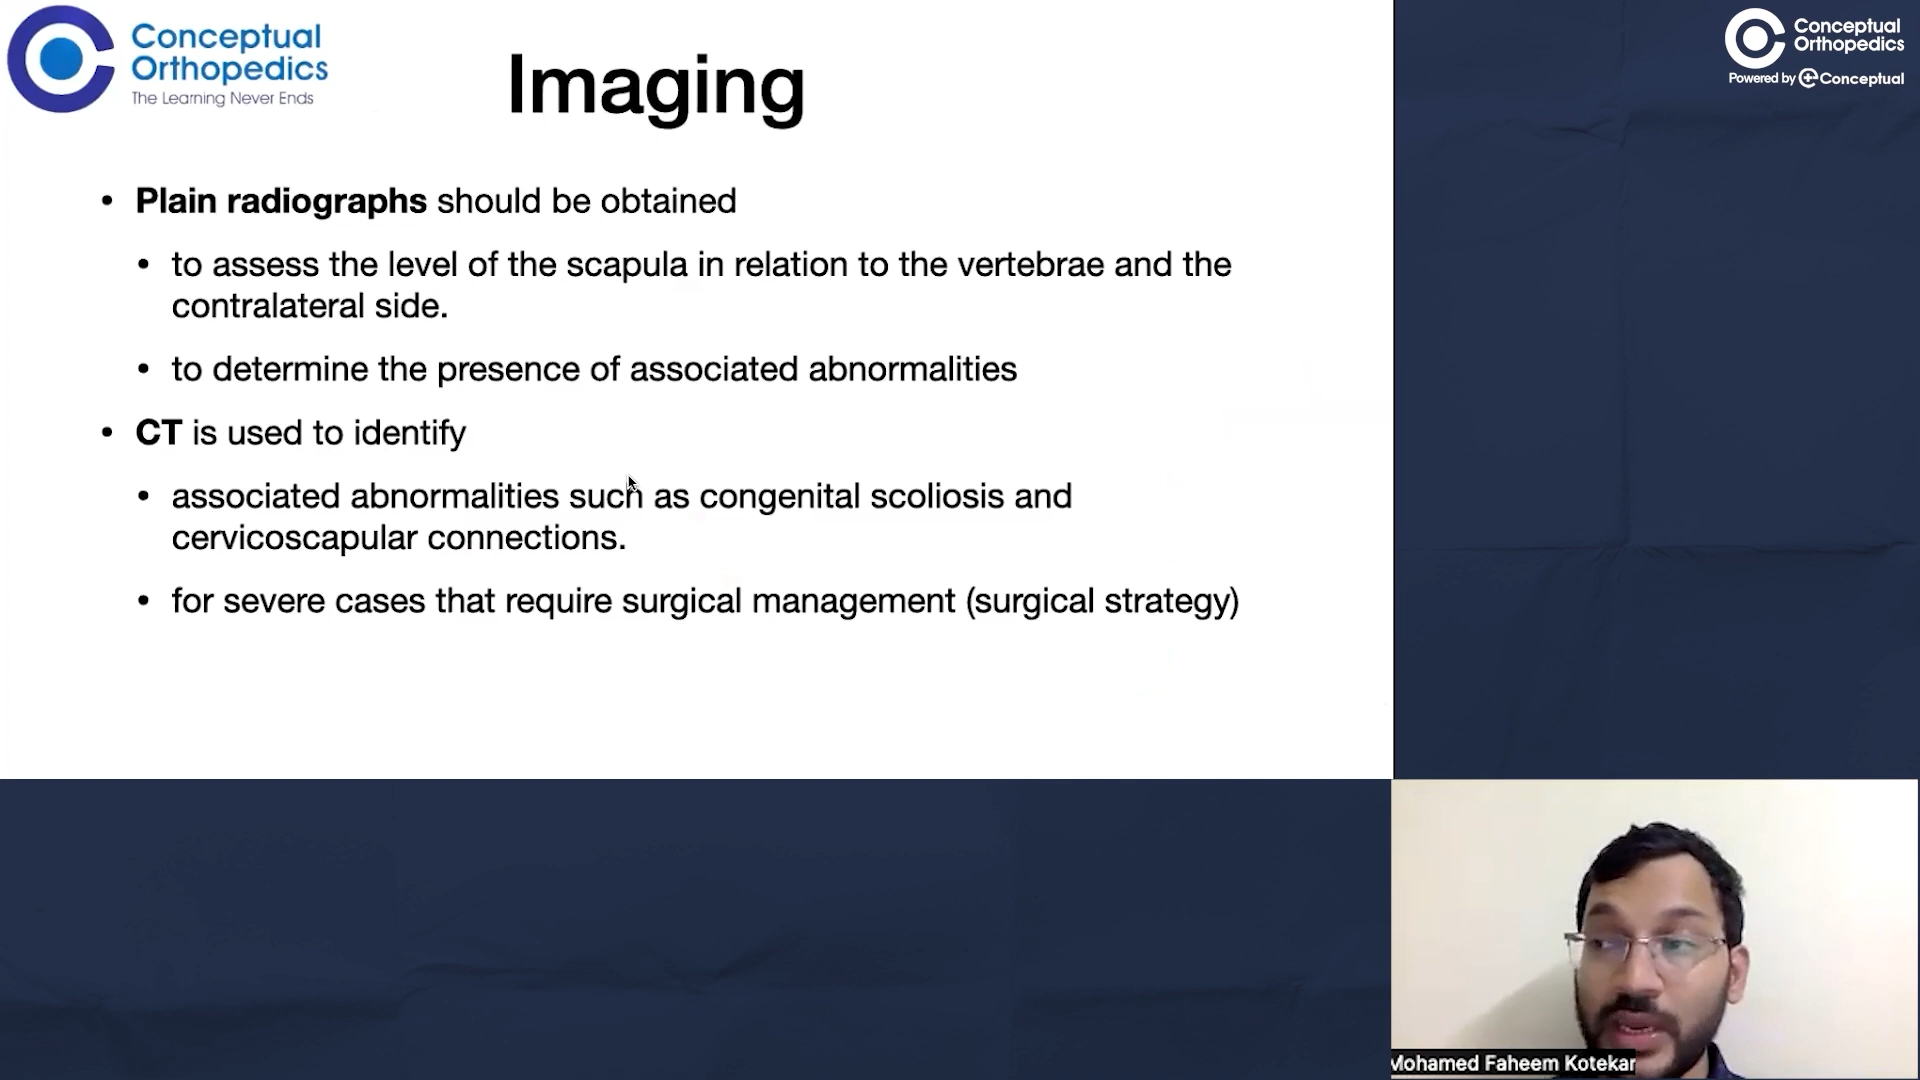 Conceptual
Orthopedics
The Learning Never Ends
Imaging
Conceptual
Orthopedics
Powered by Conceptual
• Plain radiographs should be obtained
• to assess the level of the scapula in relation to the vertebrae and the
contralateral side.
• to determine the presence of associated abnormalities
• CT is used to identify
• associated abnormalities such as congenital scoliosis and
cervicoscapular connections.
• for severe cases that require surgical management (surgical strategy)
Mohamed Faheem Kotekar